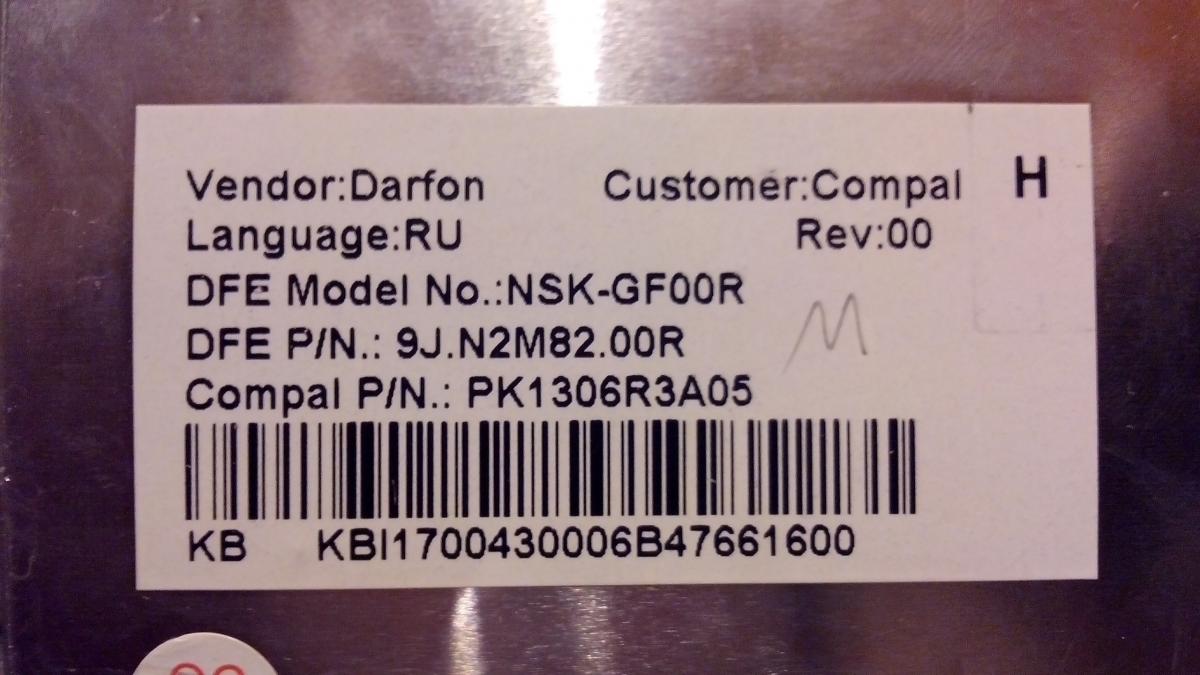 Vendor:Darfon Customer:Compal H
Language:RU Rev:00
DFE Model No.:NSK-GF00R
DFE P/N.: 9J.N2M82.00R
M
Compal P/N.: PK1306R3A05
KB KBI1700430006B47661600